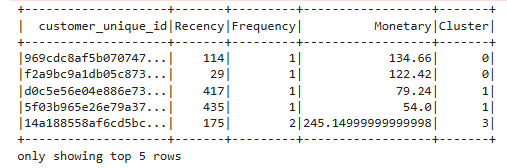 +--------------------+-------+---------+------------------+-------+
|  customer_unique_id|Recency|Frequency|          Monetary|Cluster|
+--------------------+-------+---------+------------------+-------+
|969cdc8af5b070747...|    114|        1|            134.66|      0|
|f2a9bc9a1db05c873...|     29|        1|            122.42|      0|
|d0c5e56e04e886e73...|    417|        1|             79.24|      1|
|5f03b965e26e79a37...|    435|        1|              54.0|      1|
|14a188558af6cd5bc...|    175|        2|245.14999999999998|      3|
+--------------------+-------+---------+------------------+-------+
only showing top 5 rows